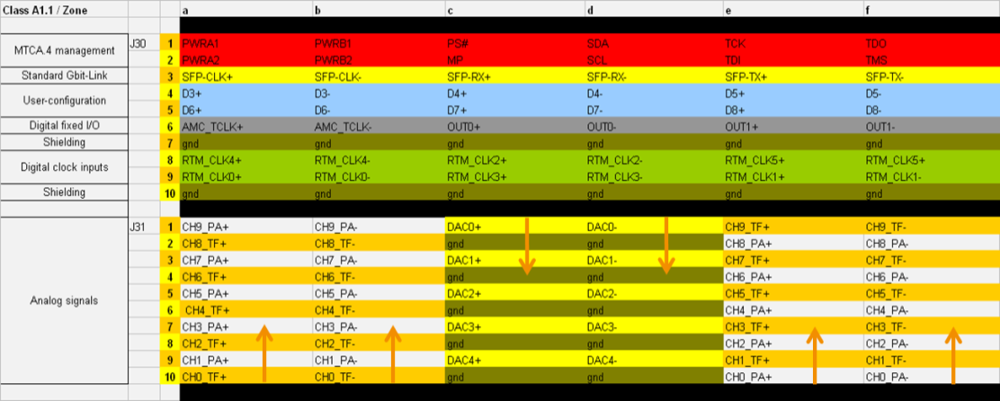 Class A1.1 / Zone a b c d e f
MTCA.4 management J30 1 PWRA1 PWRB1 PS# SDA TCK TDO
2 PWRA2 PWRB2 MP SCL TDI TMS
Standard Gbit-Link 3 SFP-CLK+ SFP-CLK- SFP-RX+ SFP-RX- SFP-TX+ SFP-TX-
User-configuration 4 D3+ D3- D4+ D4- D5+ D5-
5 D6+ D6- D7+ D7- D8+ D8-
Digital fixed I/O 6 AMC_TCLK+ AMC_TCLK- OUT0+ OUT0- OUT1+ OUT1-
Shielding 7 gnd gnd gnd gnd gnd gnd
Digital clock inputs 8 RTM_CLK4+ RTM_CLK4- RTM_CLK2+ RTM_CLK2- RTM_CLK5+ RTM_CLK5+
9 RTM_CLK0+ RTM_CLK0- RTM_CLK3+ RTM_CLK3- RTM_CLK1+ RTM_CLK1-
Shielding 10 gnd gnd gnd gnd gnd gnd
Analog signals J31 1 CH9_PA+ CH9_PA- DAC0+ DAC0- CH9_TF+ CH9_TF-
2 CH8_TF+ CH8_TF- gnd gnd CH8_PA+ CH8_PA-
3 CH7_PA+ CH7_PA- DAC1+ DAC1- CH7_TF+ CH7_TF-
4 CH6_TF+ CH6_TF- gnd gnd CH6_PA+ CH6_PA-
5 CH5_PA+ CH5_PA- DAC2+ DAC2- CH5_TF+ CH5_TF-
6 CH4_TF+ CH4_TF- gnd gnd CH4_PA+ CH4_PA-
7 CH3_PA+ CH3_PA- DAC3+ DAC3- CH3_TF+ CH3_TF-
8 CH2_TF+ CH2_TF- gnd gnd CH2_PA+ CH2_PA-
9 CH1_PA+ CH1_PA- DAC4+ DAC4- CH1_TF+ CH1_TF-
10 CH0_TF+ CH0_TF- gnd gnd CH0_PA+ CH0_PA-